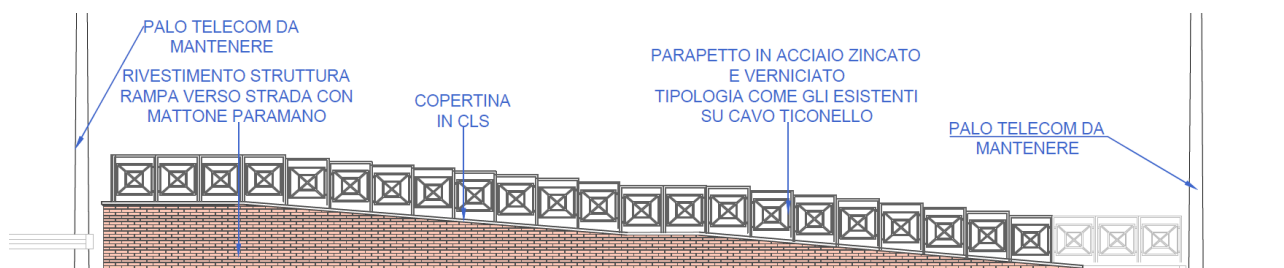 PALO TELECOM DA
MANTENERE
RIVESTIMENTO STRUTTURA
RAMPA VERSO STRADA CON
MATTONE PARAMANO
COPERTINA
IN CLS
PARAPETTO IN ACCIAIO ZINCATO
E VERNICIATO
TIPOLOGIA COME GLI ESISTENTI
SU CAVO TICONELLO
PALO TELECOM DA
MANTENERE